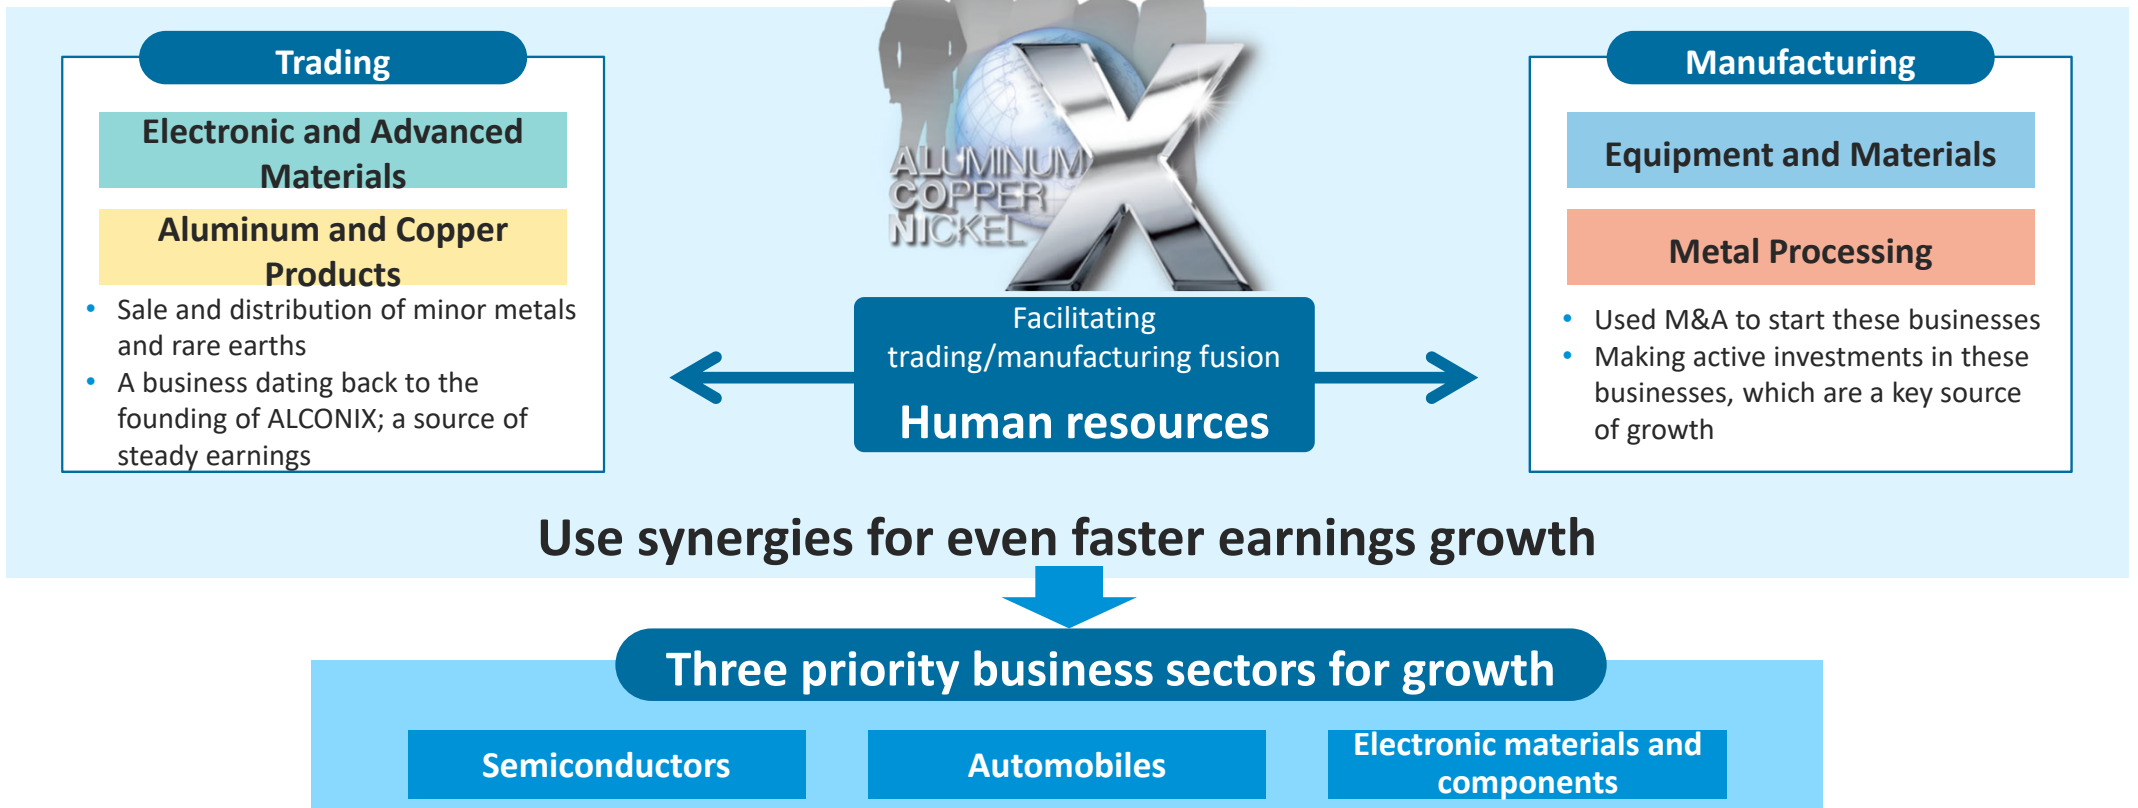 Trading
Electronic and Advanced
Materials
Aluminum and Copper
Products
• Sale and distribution of minor metals
and rare earths
• A business dating back to the
founding of ALCONIX; a source of
steady earnings
ALUMINUM
COPPER
NICKEL
X
Facilitating
trading/manufacturing fusion
Human resources
Manufacturing
Equipment and Materials
Metal Processing
• Used M&A to start these businesses
• Making active investments in these
businesses, which are a key source
of growth
Use synergies for even faster earnings growth
Three priority business sectors for growth
Semiconductors
Automobiles
Electronic materials and
components